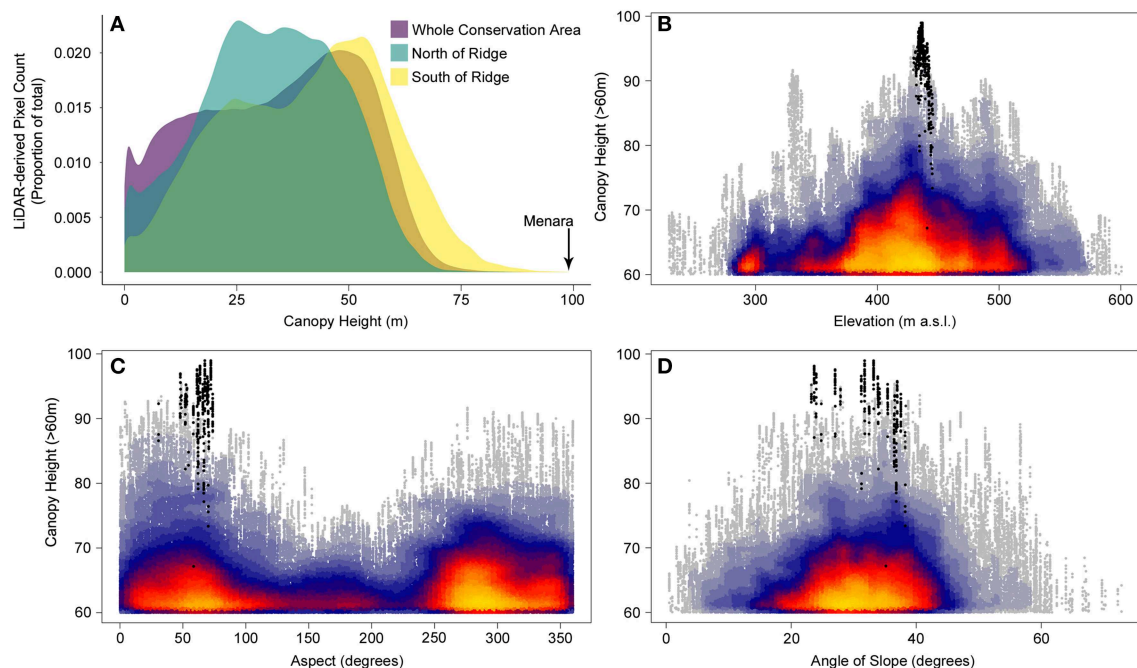 A
LiDAR-derived Pixel Count
(Proportion of total)
0.020
0.015
0.010
0.005
0.000
Whole Conservation Area
North of Ridge
South of Ridge
Menara
0 25 50 75 100
Canopy Height (m)
B
Canopy Height (>60m)
100
90
80
70
60
300 400 500 600
Elevation (m a.s.l.)
C
Canopy Height (>60m)
100
90
80
70
60
0 50 100 150 200 250 300 350
Aspect (degrees)
D
100
90
80
70
60
0 20 40 60
Angle of Slope (degrees)